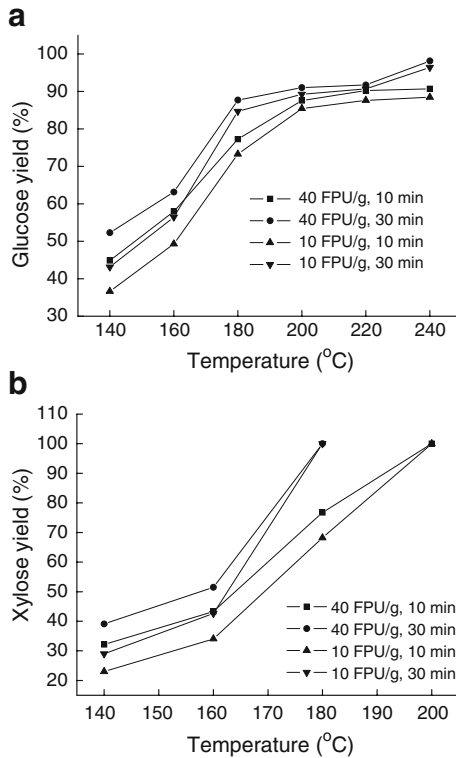 a
Glucose yield (%)
100
90
80
70
60
50
40
30
40 FPU/g, 10 min
40 FPU/g, 30 min
10 FPU/g, 10 min
10 FPU/g, 30 min
140 160 180 200 220 240
Temperature (°C)
b
Xylose yield (%)
110
100
90
80
70
60
50
40
30
20
40 FPU/g, 10 min
40 FPU/g, 30 min
10 FPU/g, 10 min
10 FPU/g, 30 min
140 150 160 170 180 190 200
Temperature (°C)